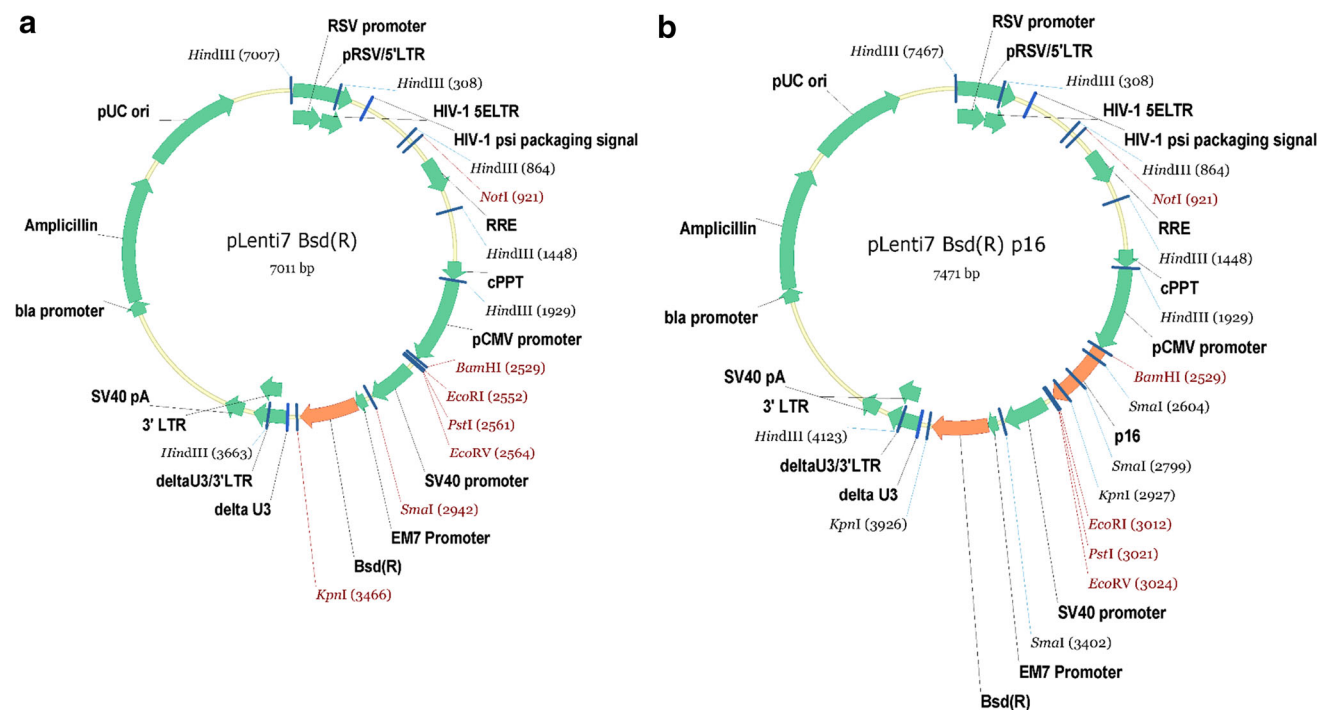 a
RSV promoter
pRSV/5'LTR
HindIII (7007)
HindIII (308)
pUC ori
HIV-1 5ELTR
HIV-1 psi packaging signal
HindIII (864)
NotI (921)
RRE
Amplicillin
pLenti7 Bsd(R)
7011 bp
HindIII (1448)
cPPT
HindIII (1929)
bla promoter
pCMV promoter
BamHI (2529)
SV40 pA
EcoRI (2552)
3' LTR
PstI (2561)
HindIII (3663)
EcoRV (2564)
deltaU3/3'LTR
SV40 promoter
delta U3
SmaI (2942)
EM7 Promoter
Bsd(R)
KpnI (3466)
b
RSV promoter
pRSV/5'LTR
HindIII (7467)
HindIII (308)
pUC ori
HIV-1 5ELTR
HIV-1 psi packaging signal
HindIII (864)
NotI (921)
RRE
Amplicillin
pLenti7 Bsd(R) p16
7471 bp
HindIII (1448)
cPPT
HindIII (1929)
bla promoter
pCMV promoter
BamHI (2529)
SV40 pA
SmaI (2604)
3' LTR
p16
HindIII (4123)
SmaI (2799)
deltaU3/3'LTR
KpnI (2927)
delta U3
EcoRI (3012)
KpnI (3926)
PstI (3021)
EcoRV (3024)
SV40 promoter
SmaI (3402)
EM7 Promoter
Bsd(R)